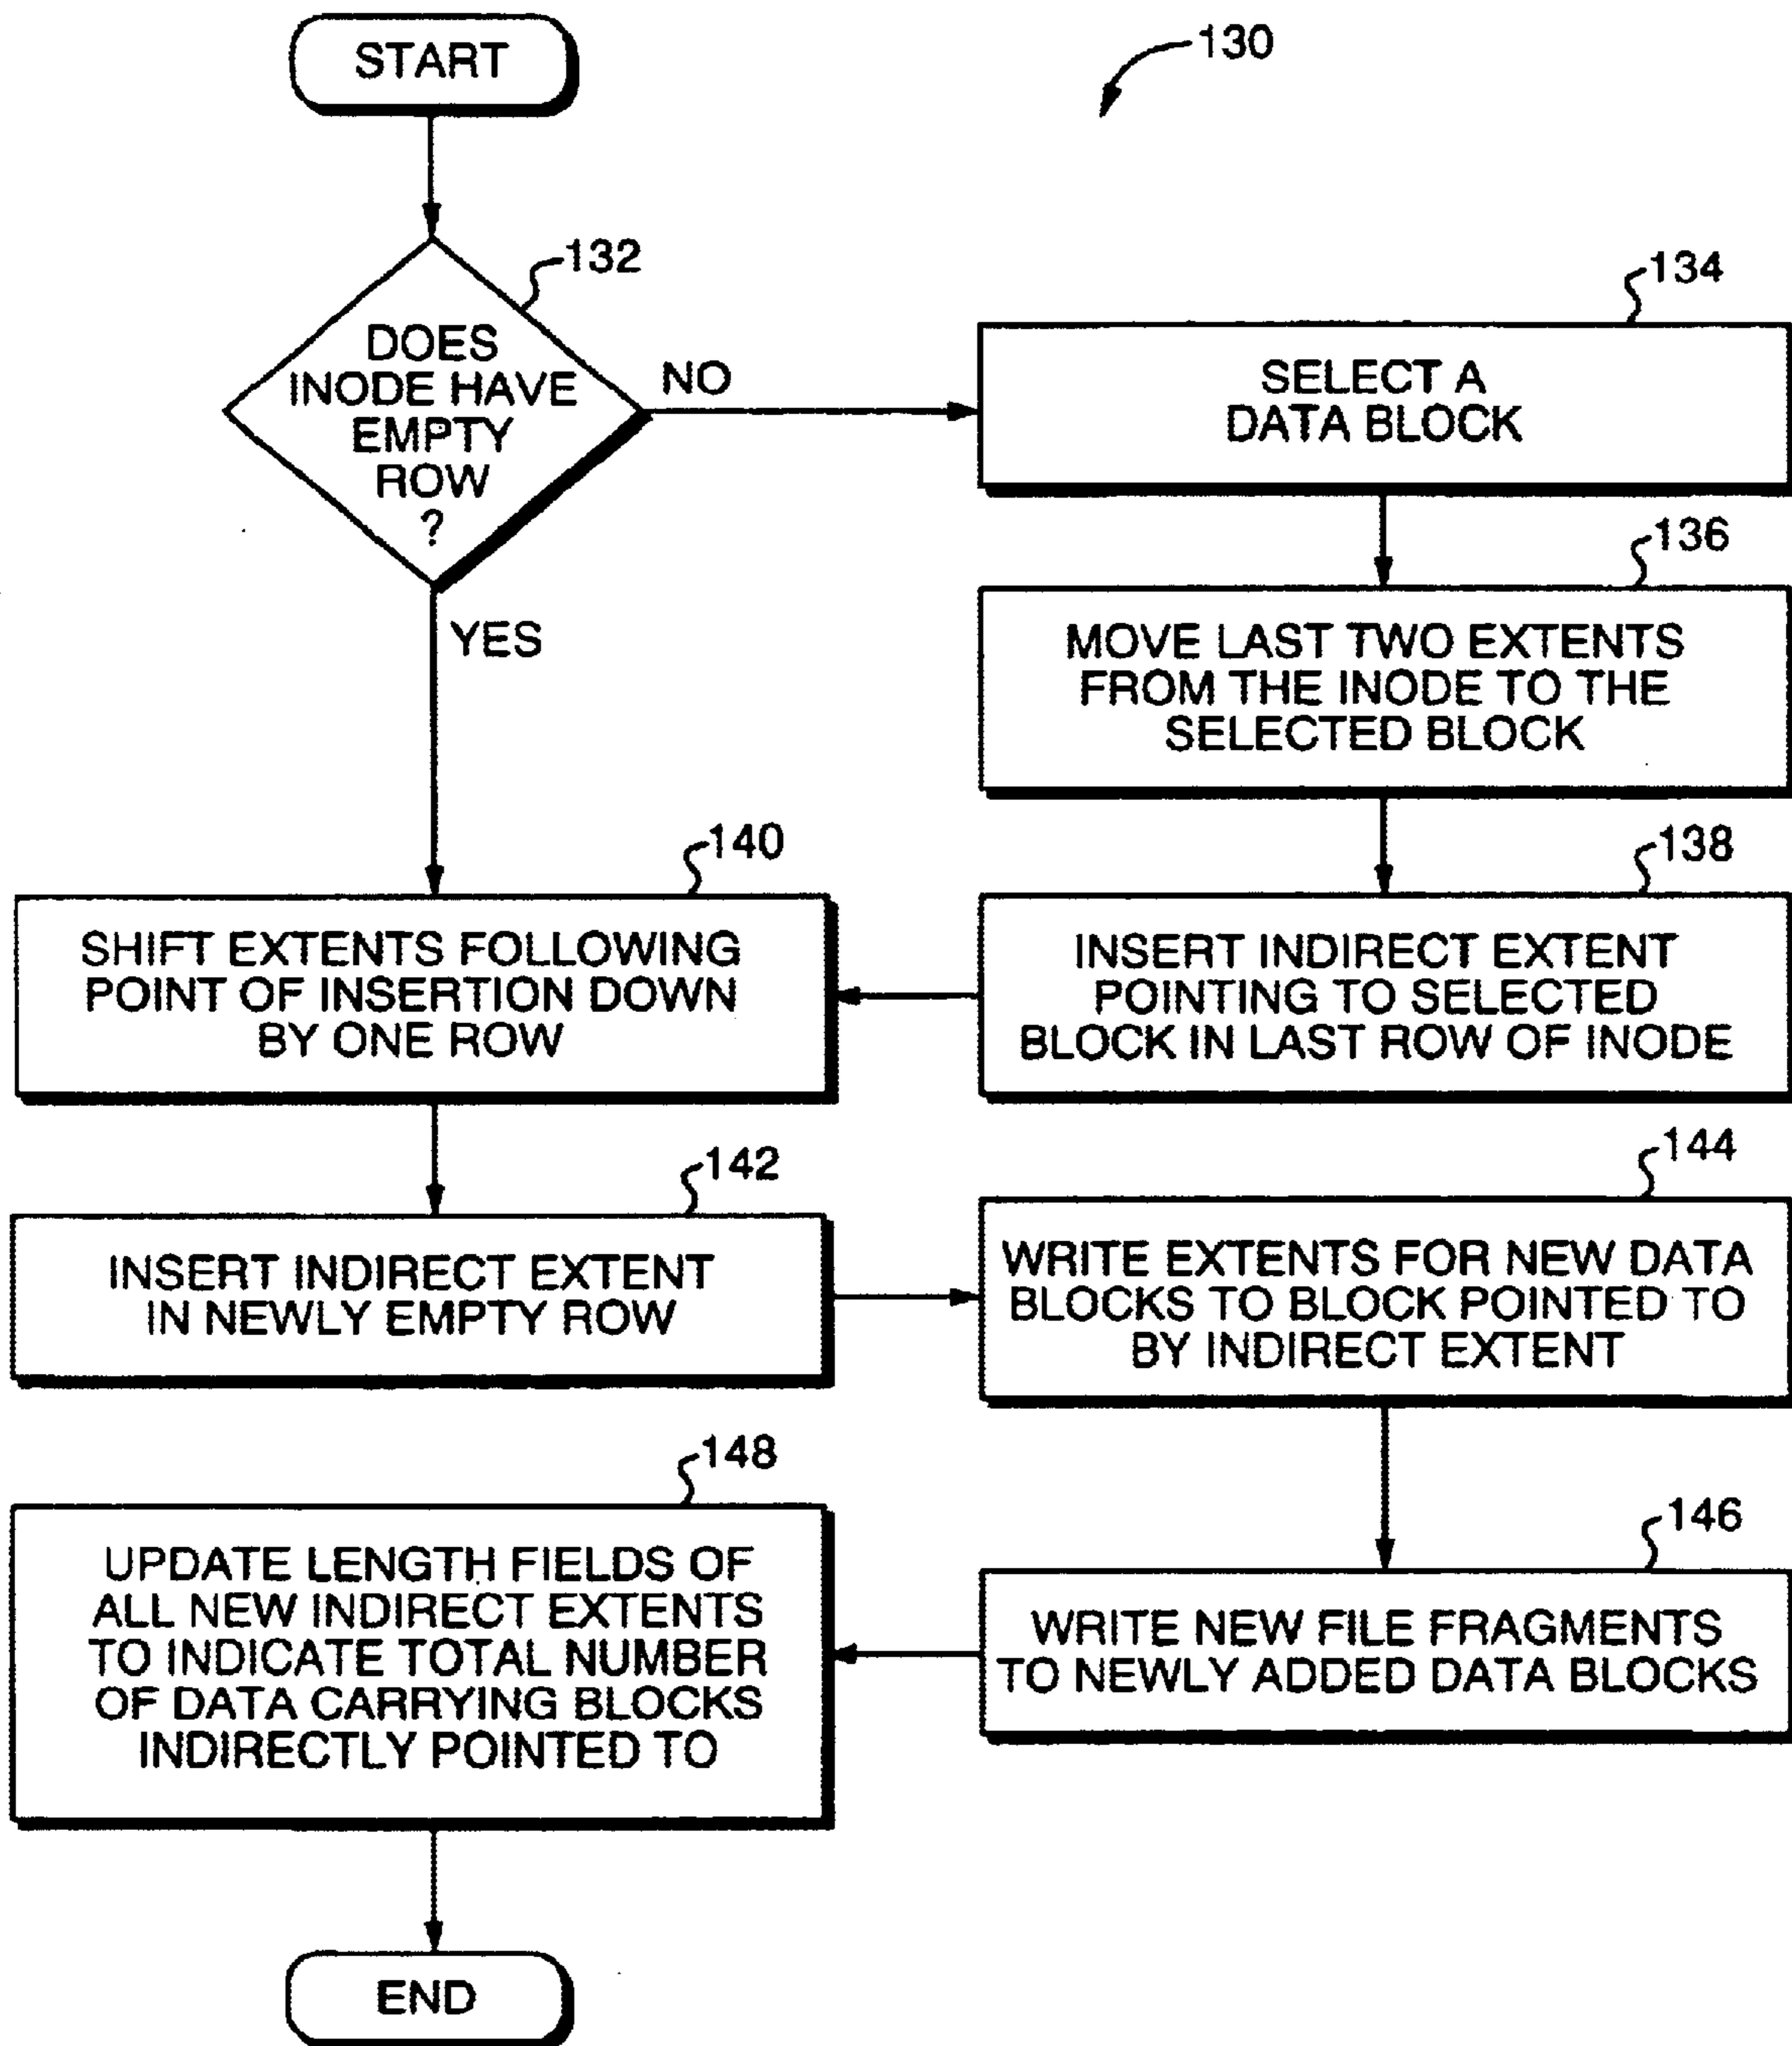 START
130
132
DOES
INODE HAVE
EMPTY
ROW
?
NO
YES
134
SELECT A
DATA BLOCK
136
MOVE LAST TWO EXTENTS
FROM THE INODE TO THE
SELECTED BLOCK
138
INSERT INDIRECT EXTENT
POINTING TO SELECTED
BLOCK IN LAST ROW OF INODE
140
SHIFT EXTENTS FOLLOWING
POINT OF INSERTION DOWN
BY ONE ROW
142
INSERT INDIRECT EXTENT
IN NEWLY EMPTY ROW
144
WRITE EXTENTS FOR NEW DATA
BLOCKS TO BLOCK POINTED TO
BY INDIRECT EXTENT
146
WRITE NEW FILE FRAGMENTS
TO NEWLY ADDED DATA BLOCKS
148
UPDATE LENGTH FIELDS OF
ALL NEW INDIRECT EXTENTS
TO INDICATE TOTAL NUMBER
OF DATA CARRYING BLOCKS
INDIRECTLY POINTED TO
END